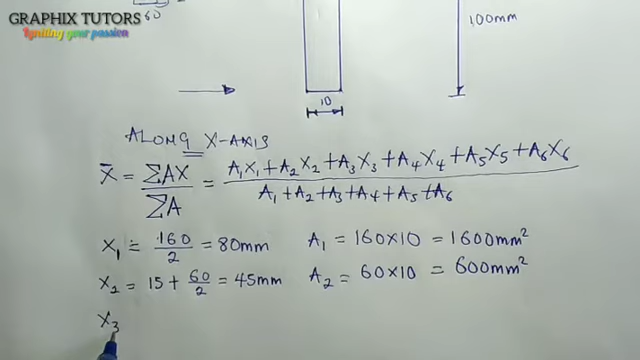 GRAPHIX TUTORS
Igniting your passion
60
100mm
10
ALONG X-AXIS
X̄ = ΣAX / ΣA = A₁X₁+A₂X₂+A₃X₃+A₄X₄+A₅X₅+A₆X₆ / A₁+A₂+A₃+A₄+A₅+A₆
X₁ = 160/2 = 80mm A₁ = 160×10 = 1600mm²
X₂ = 15 + 60/2 = 45mm A₂ = 60×10 = 600mm²
X₃